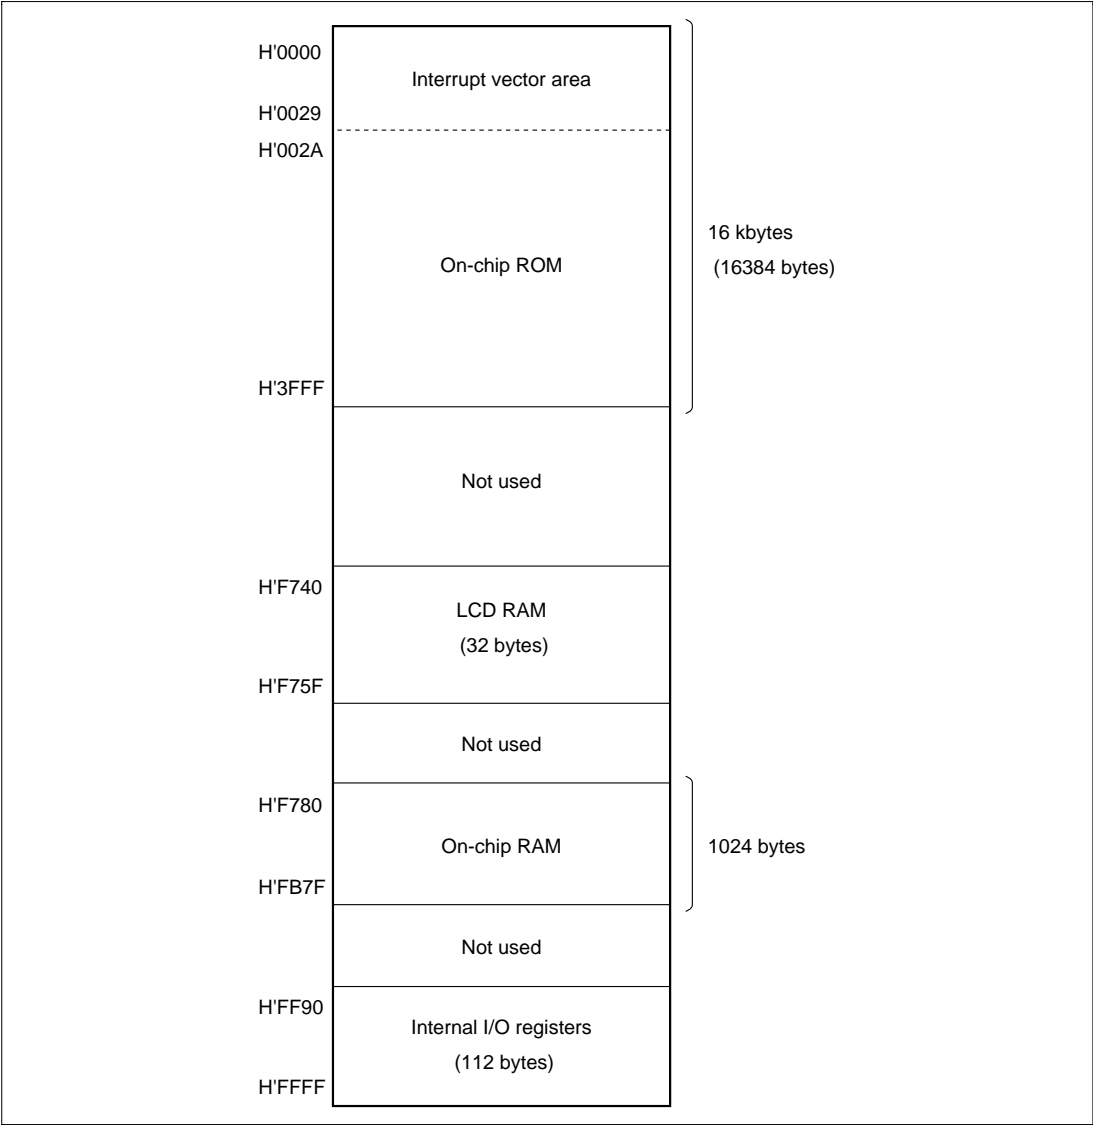 H'0000
Interrupt vector area
H'0029
H'002A
16 kbytes
(16384 bytes)
On-chip ROM
H'3FFF
Not used
H'F740
LCD RAM
(32 bytes)
H'F75F
Not used
H'F780
On-chip RAM
1024 bytes
H'FB7F
Not used
H'FF90
Internal I/O registers
(112 bytes)
H'FFFF